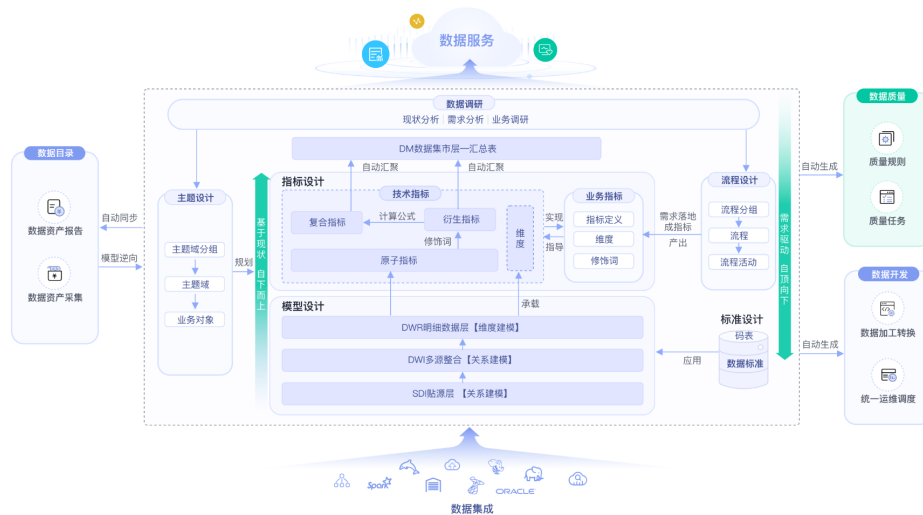 数据服务
数据调研
现状分析 | 需求分析 | 业务调研
DM数据集市层—汇总表
自动汇聚
自动汇聚
数据目录
数据资产报告
数据资产采集
自动同步
模型逆向
主题设计
主题域分组
主题域
业务对象
规划
基于现状 自下而上
指标设计
技术指标
复合指标
计算公式
衍生指标
修饰词
原子指标
维度
实现
指导
业务指标
指标定义
维度
修饰词
需求落地
成指标
产出
流程设计
流程分组
流程
流程活动
需求驱动 自顶向下
模型设计
承载
DWR明细数据层【维度建模】
DWI多源整合【关系建模】
SDI贴源层 【关系建模】
应用
标准设计
码表
数据标准
自动生成
自动生成
数据质量
质量规则
质量任务
数据开发
数据加工转换
统一运维调度
Spark
ORACLE
数据集成